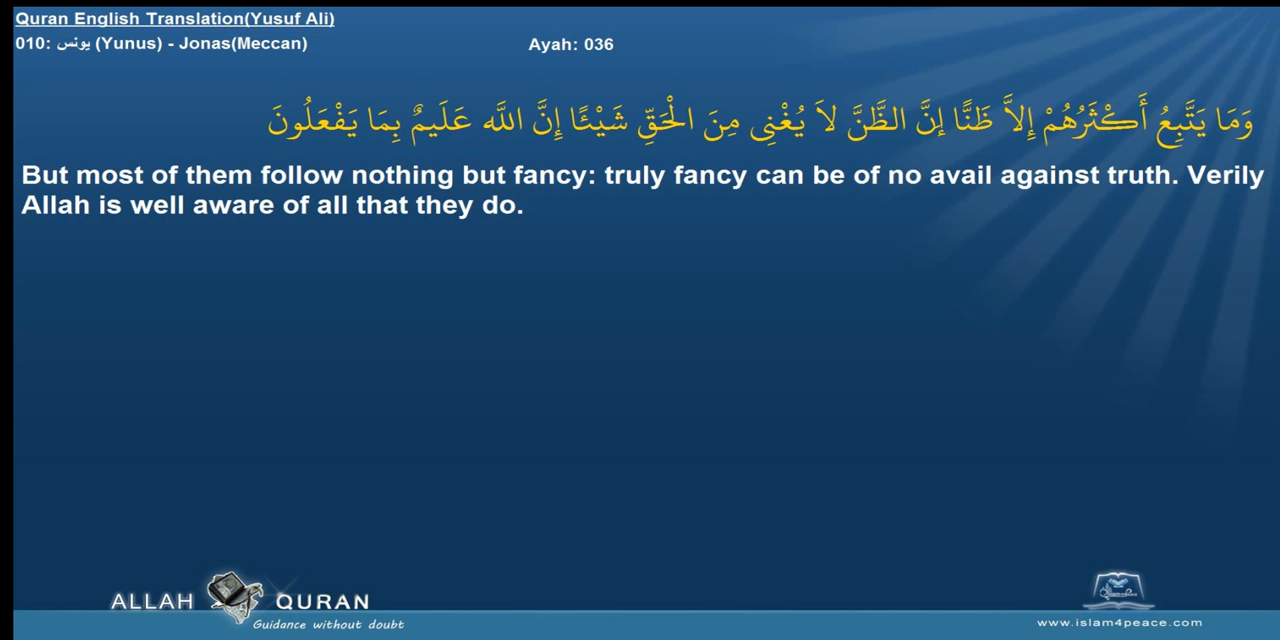 Quran English Translation(Yusuf Ali)
010: يونس (Yunus) - Jonas(Meccan)
Ayah: 036
وَمَا يَتَّبِعُ أَكْثَرُهُمْ إِلاَّ ظَنًّا إنَّ الظَّنَّ لاَ يُغْنِى مِنَ الْحَقِّ شَيْئًا إِنَّ اللَّه عَلَيمٌ بِمَا يَفْعَلُونَ
But most of them follow nothing but fancy: truly fancy can be of no avail against truth. Verily
Allah is well aware of all that they do.
ALLAH QURAN
Guidance without doubt
www.islam4peace.com